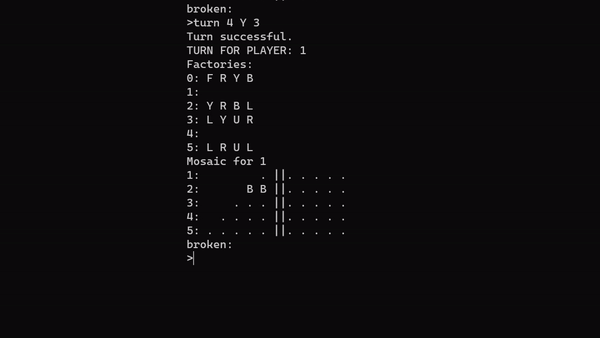 broken:
>turn 4 Y 3
Turn successful.
TURN FOR PLAYER: 1
Factories:
0: F R Y B
1:
2: Y R B L
3: L Y U R
4:
5: L R U L
Mosaic for 1
1:         . ||. . . . .
2:       B B ||. . . . .
3:     . . . ||. . . . .
4:   . . . . ||. . . . .
5: . . . . . ||. . . . .
broken:
>